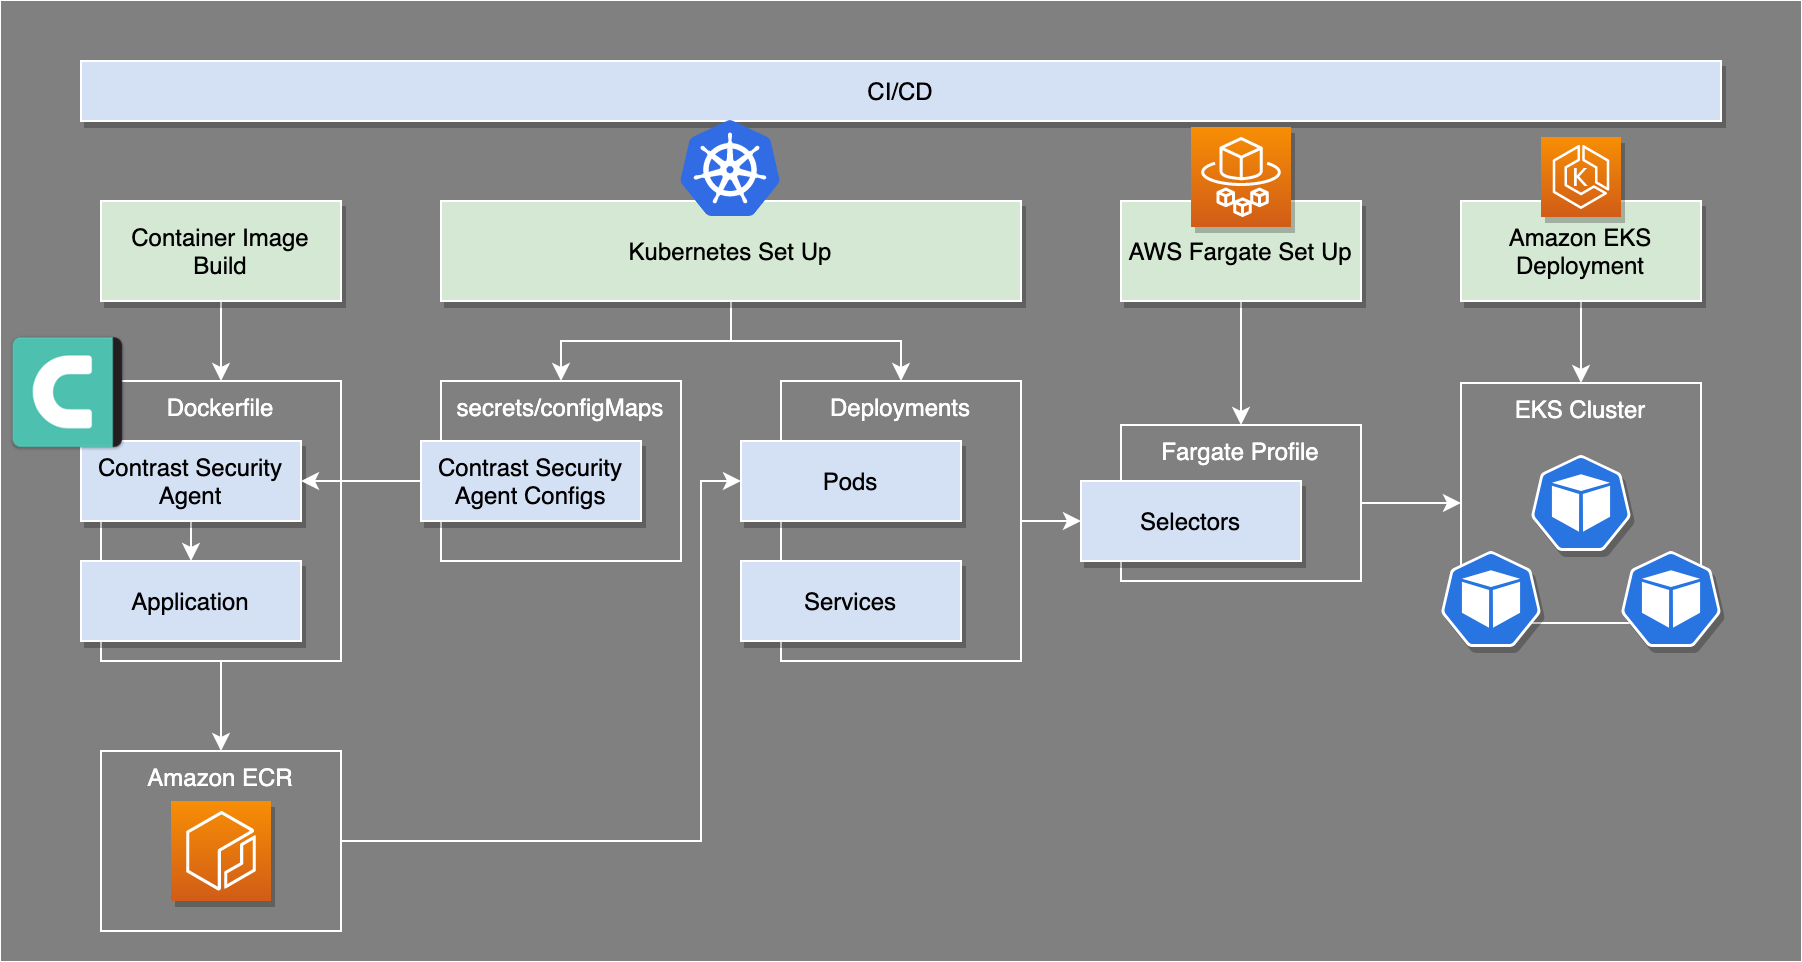 CI/CD
Container Image
Build
Kubernetes Set Up
AWS Fargate Set Up
Amazon EKS
Deployment
Dockerfile
Contrast Security
Agent
Application
secrets/configMaps
Contrast Security
Agent Configs
Deployments
Pods
Services
Fargate Profile
Selectors
EKS Cluster
Amazon ECR